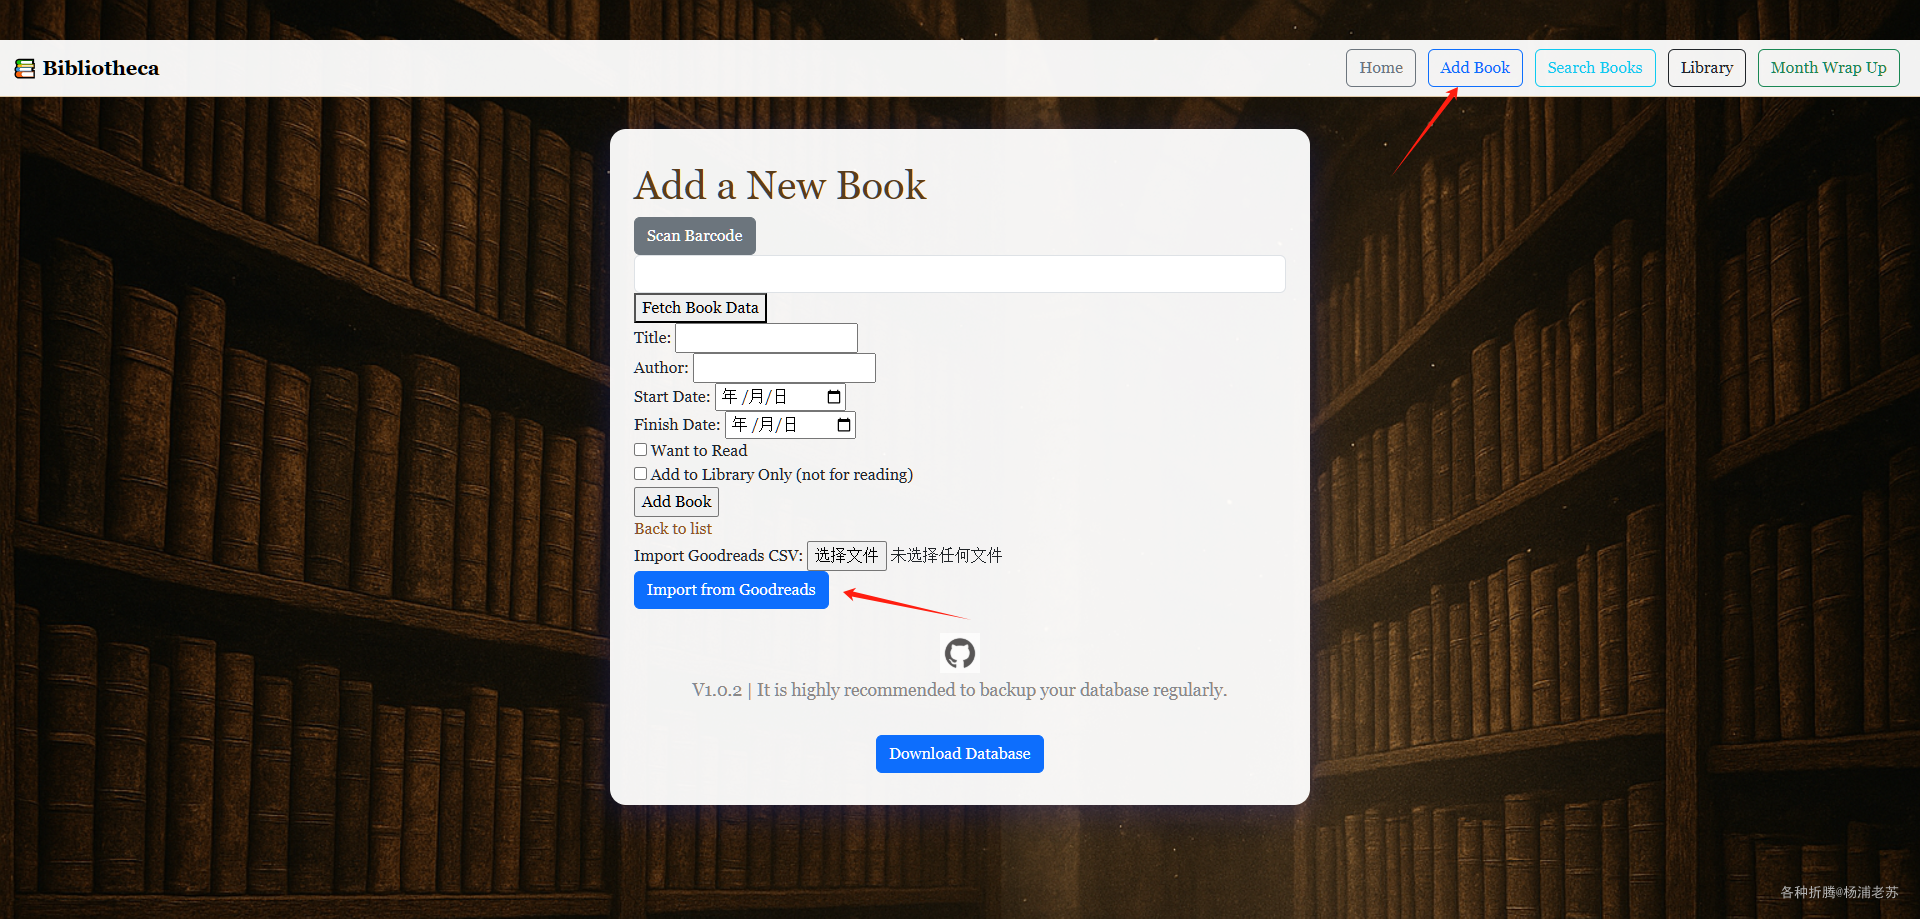 Bibliotheca
Home Add Book Search Books Library Month Wrap Up
Add a New Book
Scan Barcode
Fetch Book Data
Title:
Author:
Start Date: 年 /月/日
Finish Date: 年 /月/日
Want to Read
Add to Library Only (not for reading)
Add Book
Back to list
Import Goodreads CSV: 选择文件 未选择任何文件
Import from Goodreads
V1.0.2 | It is highly recommended to backup your database regularly.
Download Database
各种折腾@杨浦老苏